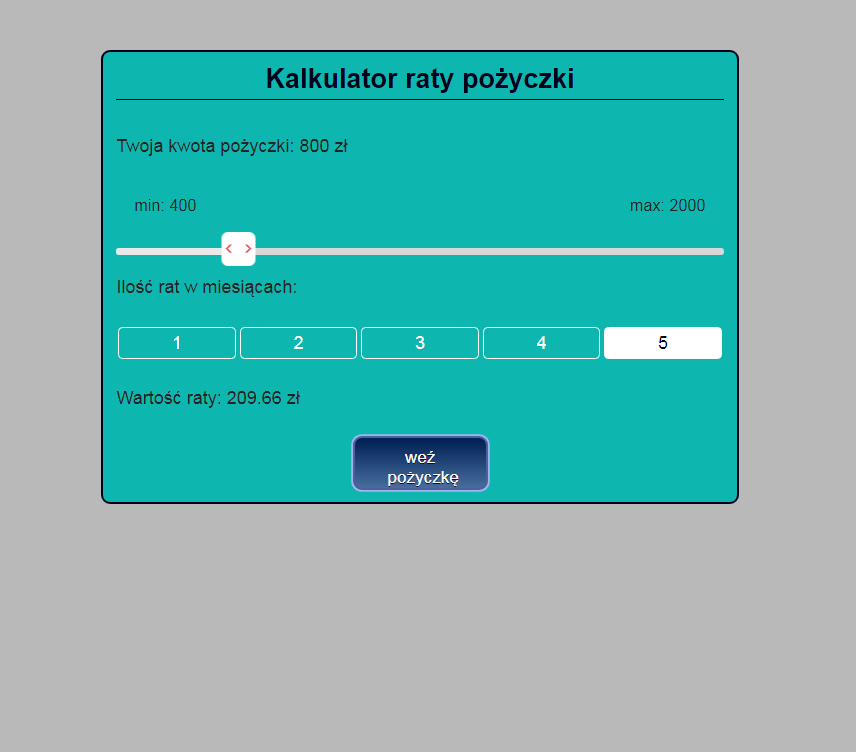 Kalkulator raty pożyczki
Twoja kwota pożyczki: 800 zł
min: 400 max: 2000
< >
Ilość rat w miesiącach:
1 2 3 4 5
Wartość raty: 209.66 zł
weź
pożyczkę